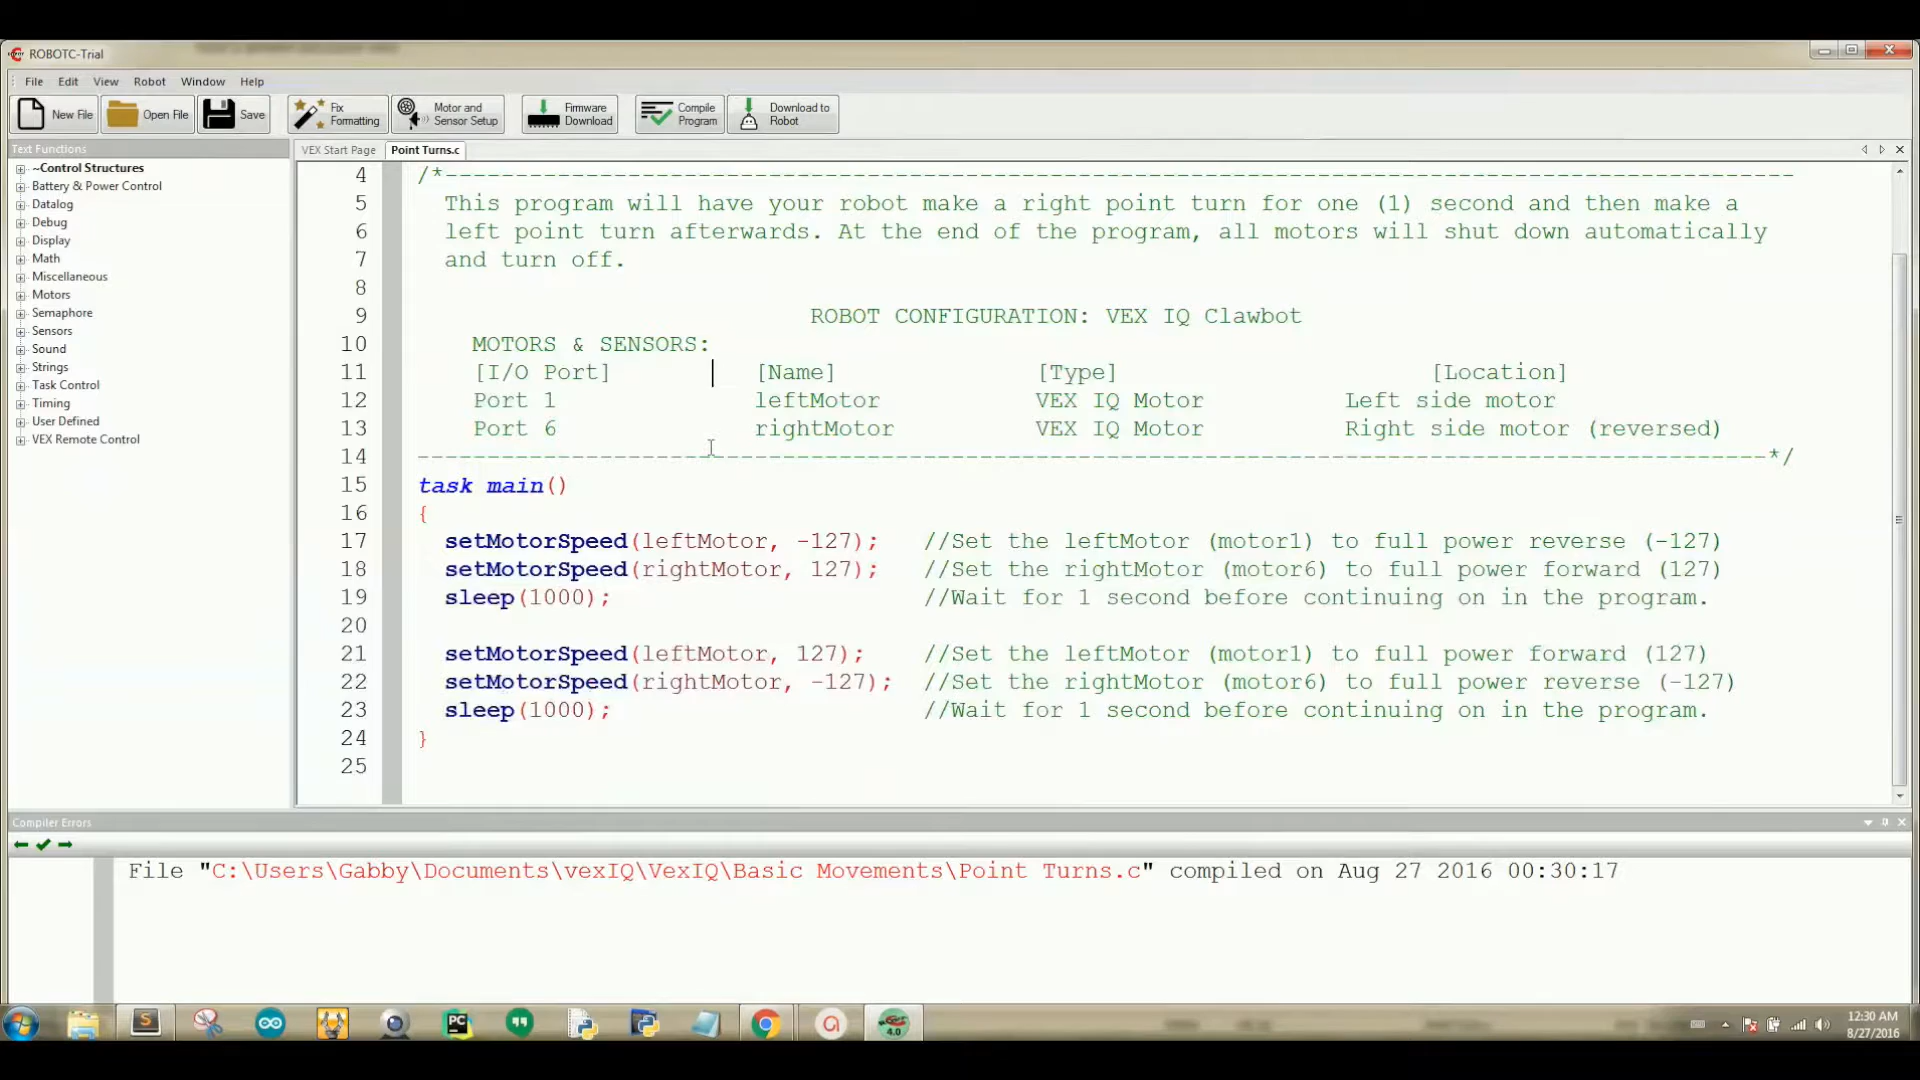 ROBOTC-Trial
File Edit View Robot Window Help
New File Open File Save Fix Formatting Motor and Sensor Setup Firmware Download Compile Program Download to Robot
Text Functions
VEX Start Page Point Turns.c
~Control Structures
Battery & Power Control
Datalog
Debug
Display
Math
Miscellaneous
Motors
Semaphore
Sensors
Sound
Strings
Task Control
Timing
User Defined
VEX Remote Control
4 /*------------------------------------------------------------------------------------------------
5 This program will have your robot make a right point turn for one (1) second and then make a
6 left point turn afterwards. At the end of the program, all motors will shut down automatically
7 and turn off.
8
9 ROBOT CONFIGURATION: VEX IQ Clawbot
10 MOTORS & SENSORS:
11 [I/O Port] [Name] [Type] [Location]
12 Port 1 leftMotor VEX IQ Motor Left side motor
13 Port 6 rightMotor VEX IQ Motor Right side motor (reversed)
14 ------------------------------------------------------------------------------------------------*/
15 task main()
16 {
17 setMotorSpeed(leftMotor, -127); //Set the leftMotor (motor1) to full power reverse (-127)
18 setMotorSpeed(rightMotor, 127); //Set the rightMotor (motor6) to full power forward (127)
19 sleep(1000); //Wait for 1 second before continuing on in the program.
20
21 setMotorSpeed(leftMotor, 127); //Set the leftMotor (motor1) to full power forward (127)
22 setMotorSpeed(rightMotor, -127); //Set the rightMotor (motor6) to full power reverse (-127)
23 sleep(1000); //Wait for 1 second before continuing on in the program.
24 }
25
Compiler Errors
File "C:\Users\Gabby\Documents\vexIQ\VexIQ\Basic Movements\Point Turns.c" compiled on Aug 27 2016 00:30:17
S
PC
a
4.0
12:30 AM
8/27/2016